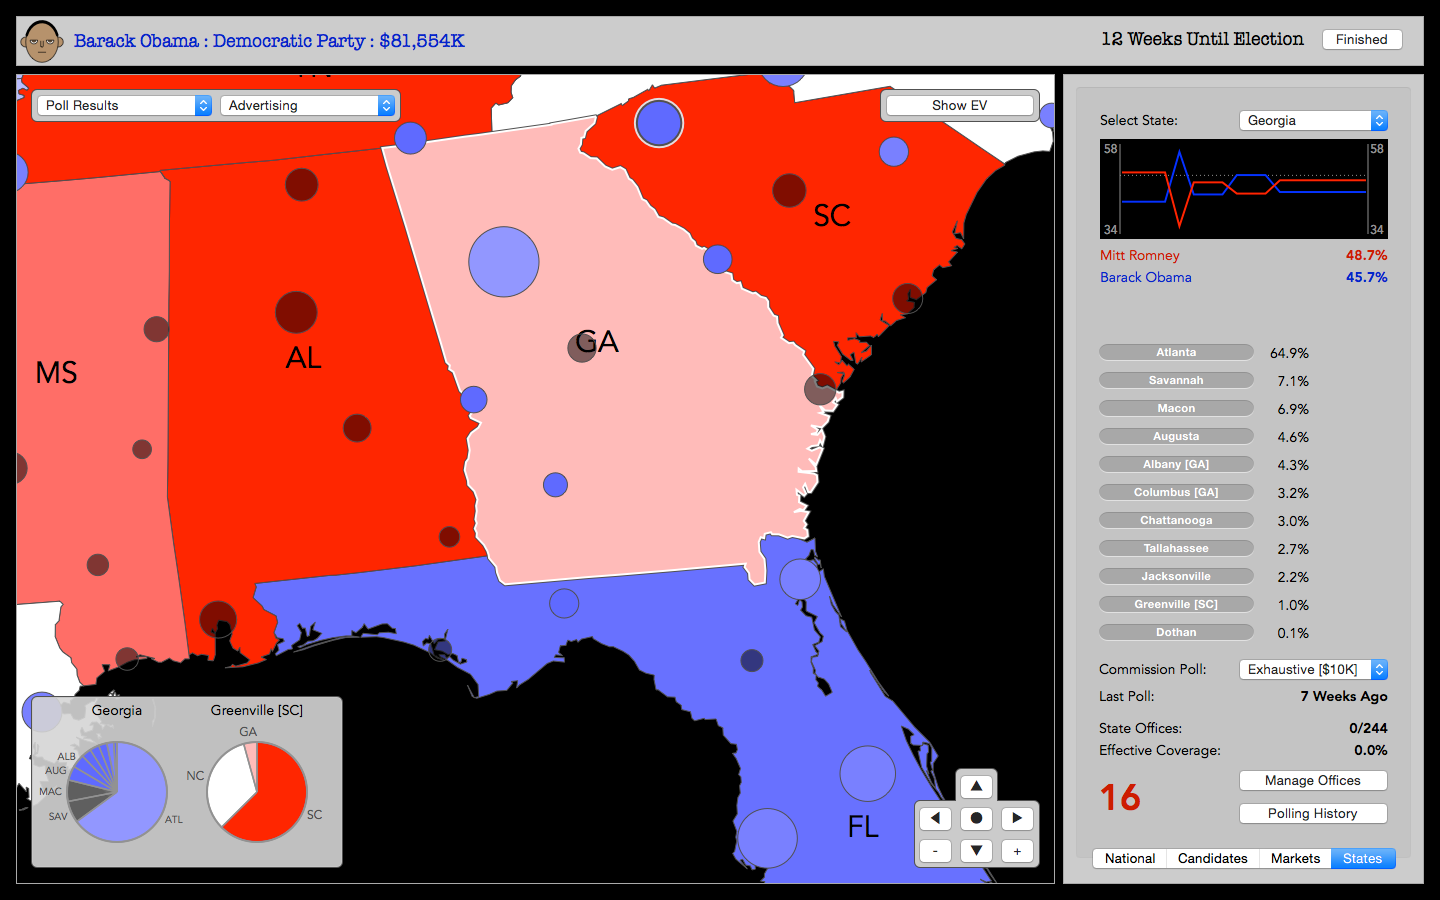 Barack Obama : Democratic Party : $81,554K
12 Weeks Until Election
Finished
Poll Results
Advertising
Show EV
SC
GA
AL
MS
FL
Georgia
Greenville [SC]
ALB
AUG
MAC
SAV
ATL
GA
NC
SC
-
+
Select State:
Georgia
58
58
34
34
Mitt Romney 48.7%
Barack Obama 45.7%
Atlanta 64.9%
Savannah 7.1%
Macon 6.9%
Augusta 4.6%
Albany [GA] 4.3%
Columbus [GA] 3.2%
Chattanooga 3.0%
Tallahassee 2.7%
Jacksonville 2.2%
Greenville [SC] 1.0%
Dothan 0.1%
Commission Poll: Exhaustive [$10K]
Last Poll: 7 Weeks Ago
State Offices: 0/244
Effective Coverage: 0.0%
16
Manage Offices
Polling History
National Candidates Markets States